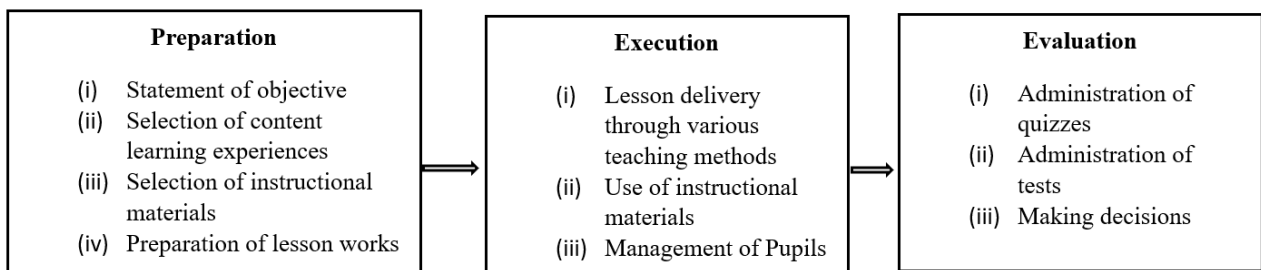 Preparation
(i) Statement of objective
(ii) Selection of content
learning experiences
(iii) Selection of instructional
materials
(iv) Preparation of lesson works
Execution
(i) Lesson delivery
through various
teaching methods
(ii) Use of instructional
materials
(iii) Management of Pupils
Evaluation
(i) Administration of
quizzes
(ii) Administration of
tests
(iii) Making decisions